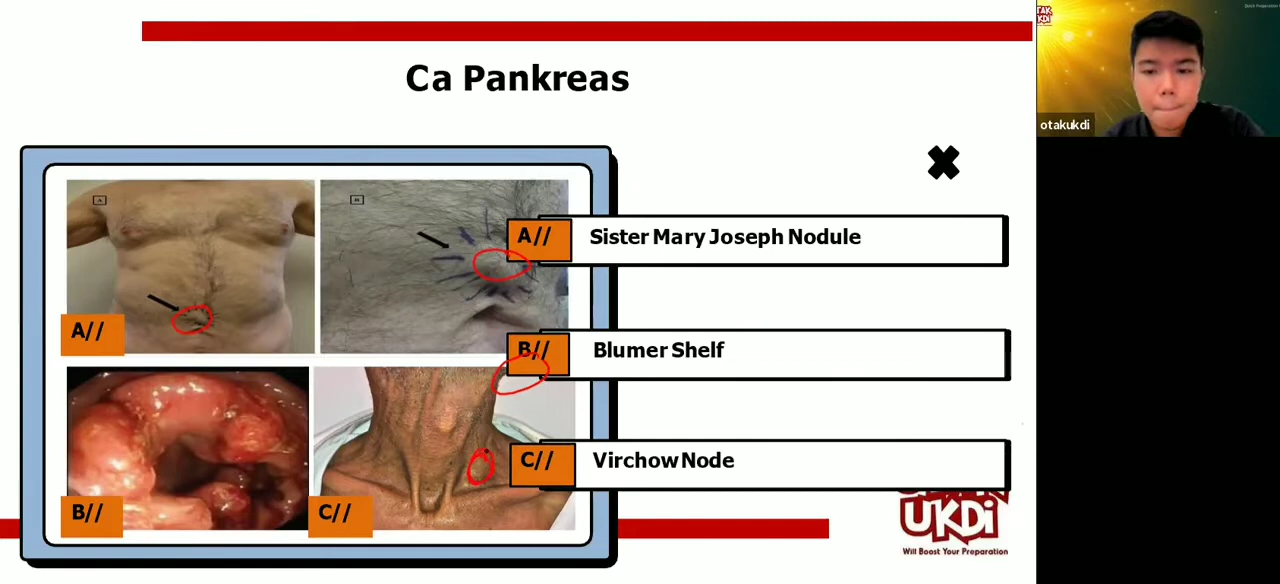 Ca Pankreas
otakukdi
A
B
A//
Sister Mary Joseph Nodule
A//
B//
Blumer Shelf
C//
Virchow Node
B//
C//
UKDi
Will Boost Your Preparation